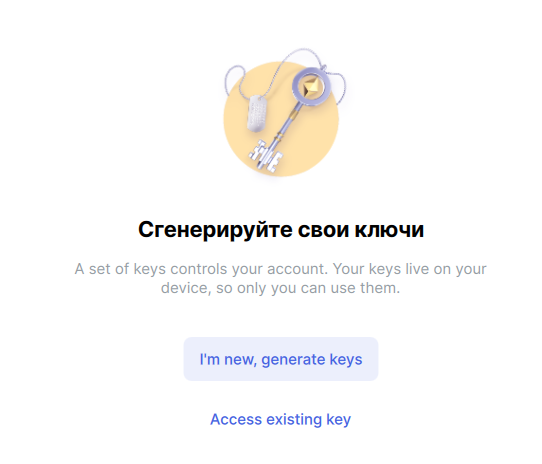 Сгенерируйте свои ключи
A set of keys controls your account. Your keys live on your
device, so only you can use them.
I'm new, generate keys
Access existing key